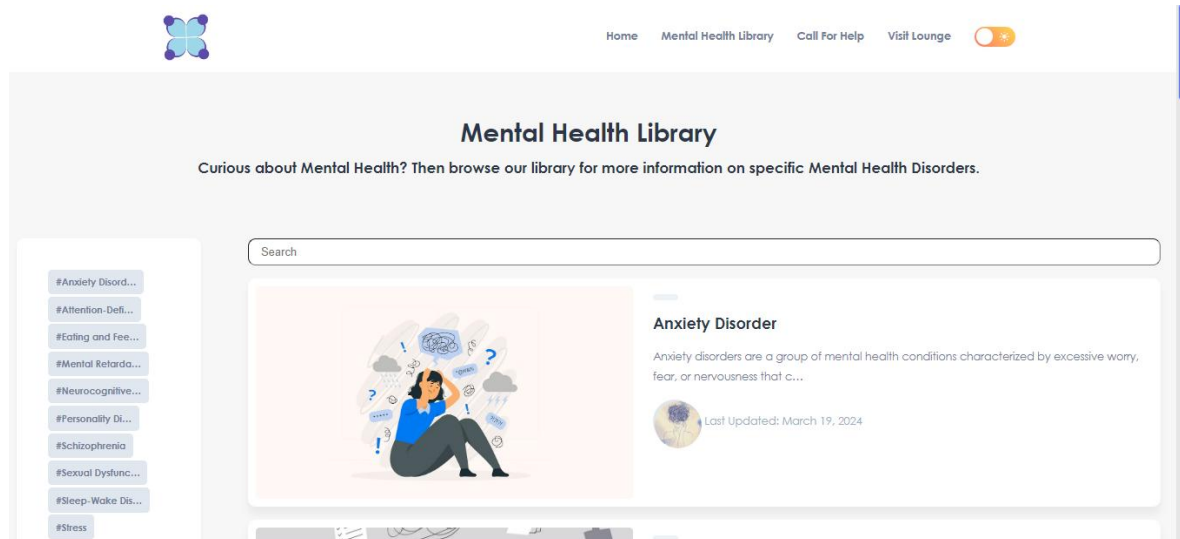 Home Mental Health Library Call For Help Visit Lounge
Mental Health Library
Curious about Mental Health? Then browse our library for more information on specific Mental Health Disorders.
Search
#Anxiety Disord...
#Attention-Defi...
#Eating and Fee...
#Mental Retarda...
#Neurocognitive...
#Personality Di...
#Schizophrenia
#Sexual Dysfunc...
#Sleep-Wake Dis...
#Stress
Anxiety Disorder
Anxiety disorders are a group of mental health conditions characterized by excessive worry,
fear, or nervousness that c...
Last Updated: March 19, 2024